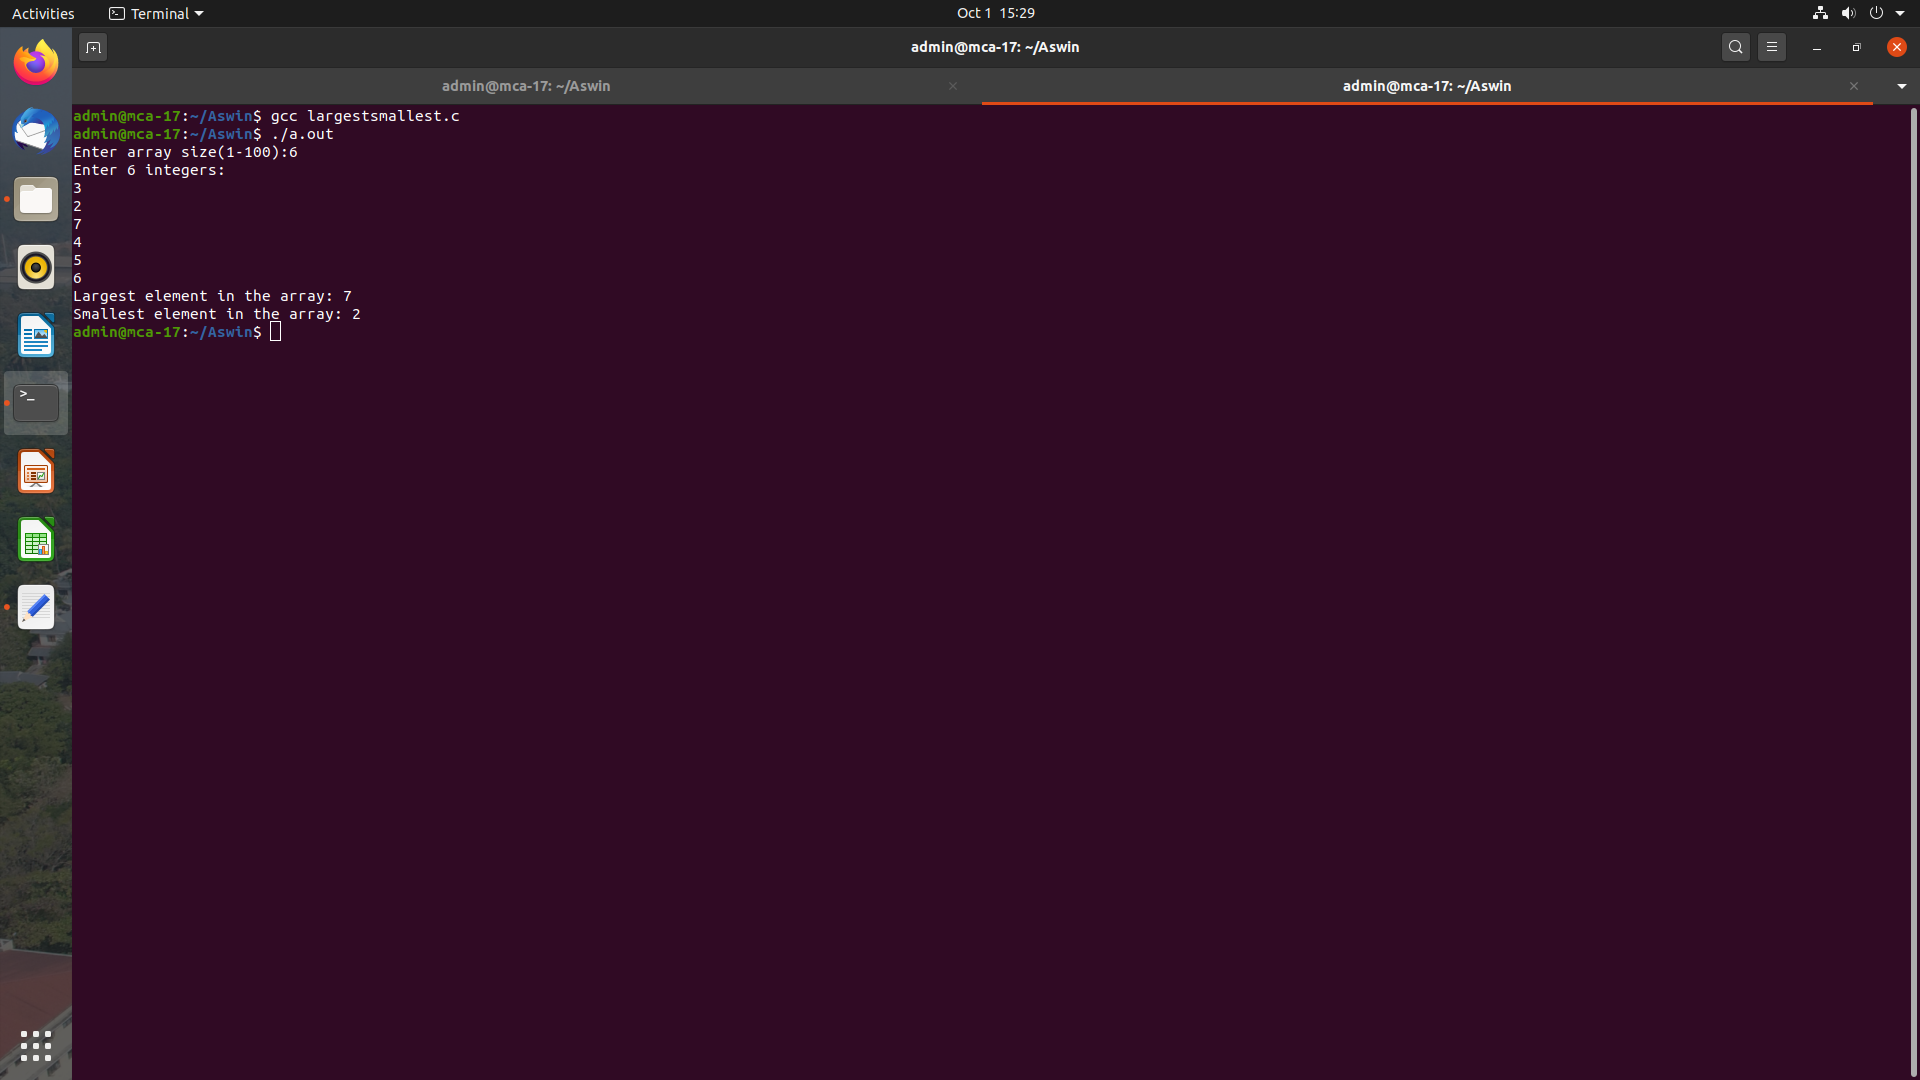 Activities
Terminal
Oct 1 15:29
admin@mca-17: ~/Aswin
admin@mca-17: ~/Aswin
admin@mca-17: ~/Aswin
admin@mca-17:~/Aswin$ gcc largestsmallest.c
admin@mca-17:~/Aswin$ ./a.out
Enter array size(1-100):6
Enter 6 integers:
3
2
7
4
5
6
Largest element in the array: 7
Smallest element in the array: 2
admin@mca-17:~/Aswin$